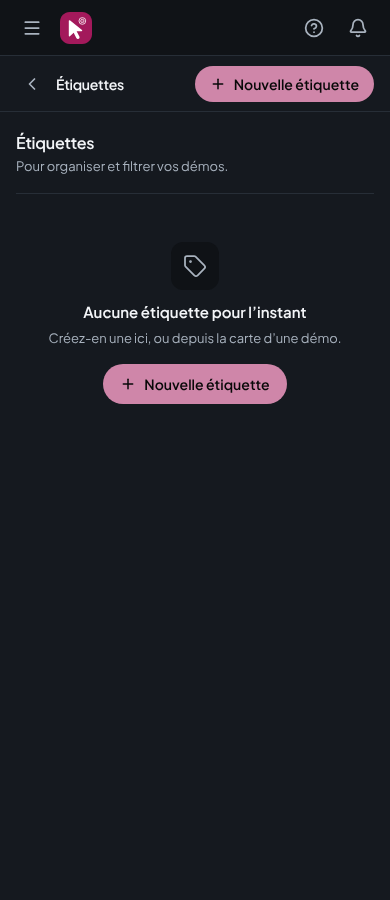 Étiquettes
Nouvelle étiquette
Étiquettes
Pour organiser et filtrer vos démos.
Aucune étiquette pour l’instant
Créez-en une ici, ou depuis la carte d’une démo.
Nouvelle étiquette